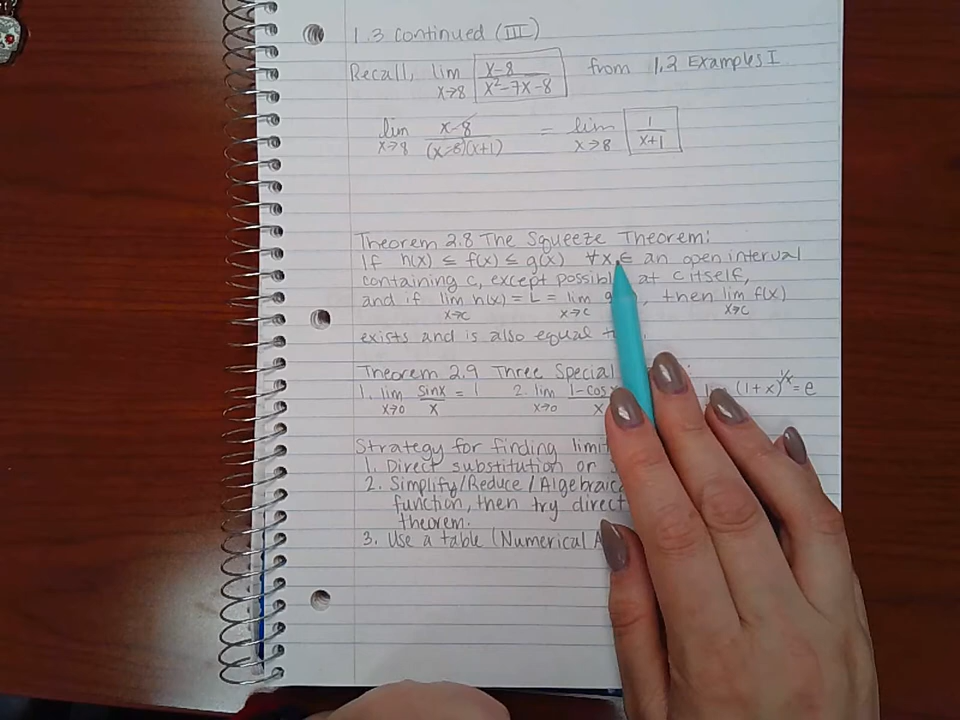 1.3 continued (III)
Recall, lim x→8 x-8 / x²-7x-8 from 1.2 Examples I
lim x→8 x-8 / (x-8)(x+1) = lim x→8 1 / x+1
Theorem 2.8 The Squeeze Theorem:
If h(x) ≤ f(x) ≤ g(x) ∀x ∈ an open interval
containing c, except possibl at c itself,
and if lim x→c h(x) = L = lim x→c , then lim x→c f(x)
exists and is also equal
Theorem 2.9 Three Special
1. lim x→0 sinx / x = 1 2. lim x→0 1-cos / x (1+x)^1/x = e
Strategy for finding limit
1. Direct substitution or
2. Simplify/Reduce/Algebraic
function, then try direct
theorem.
3. Use a table (Numerical A